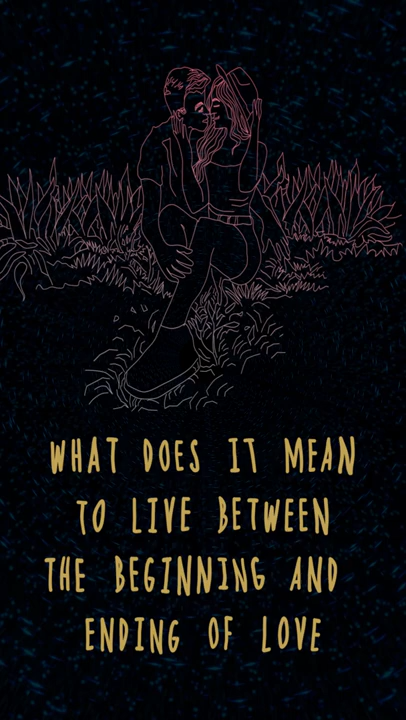 WHAT DOES IT MEAN
TO LIVE BETWEEN
THE BEGINNING AND
ENDING OF LOVE